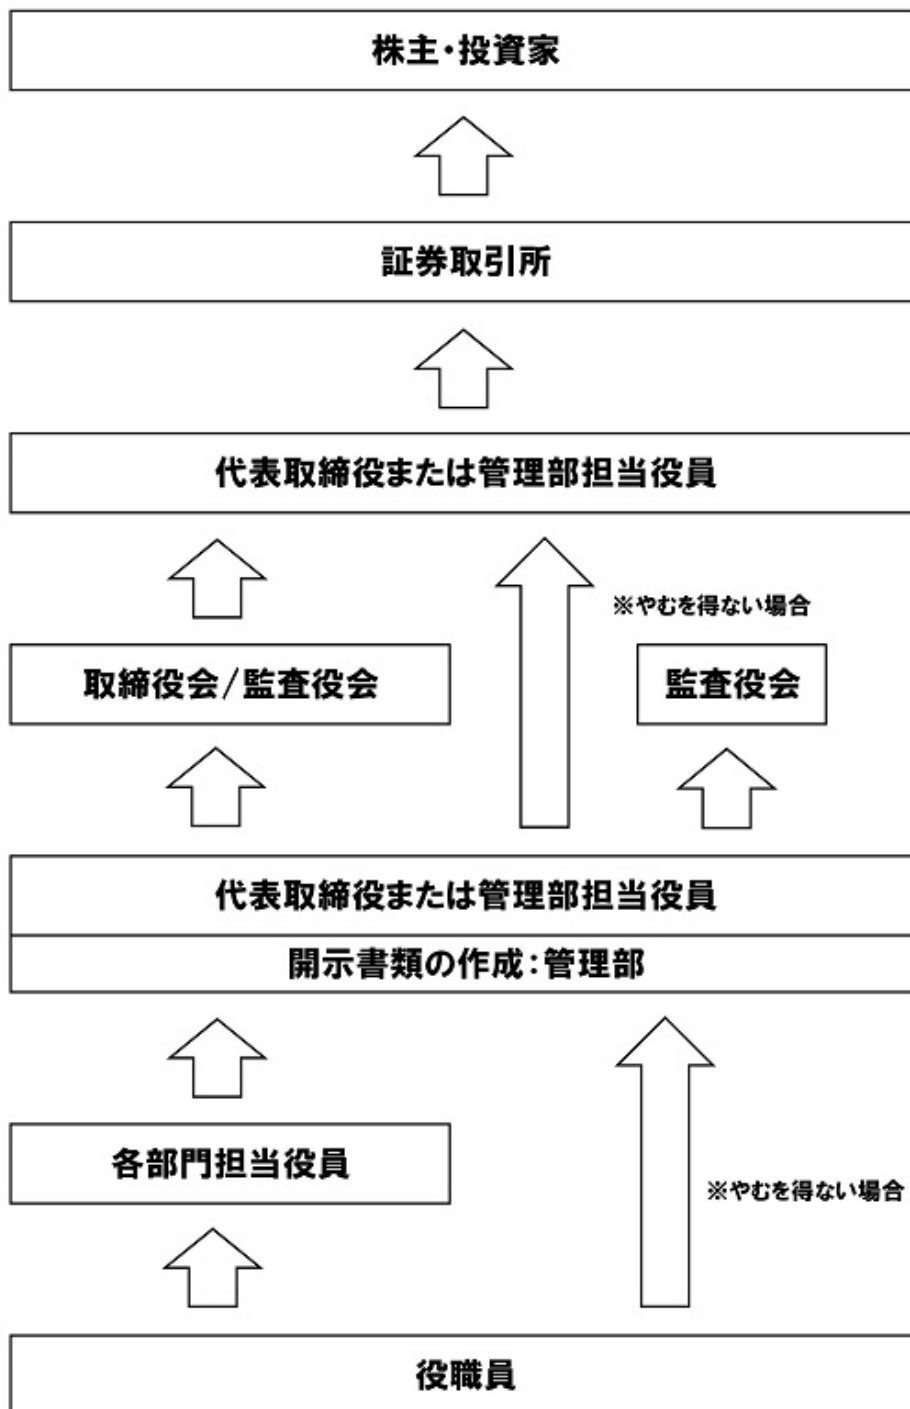 株主・投資家
証券取引所
代表取締役または管理部担当役員
※やむを得ない場合
取締役会/監査役会
監査役会
代表取締役または管理部担当役員
開示書類の作成:管理部
各部門担当役員
※やむを得ない場合
役職員